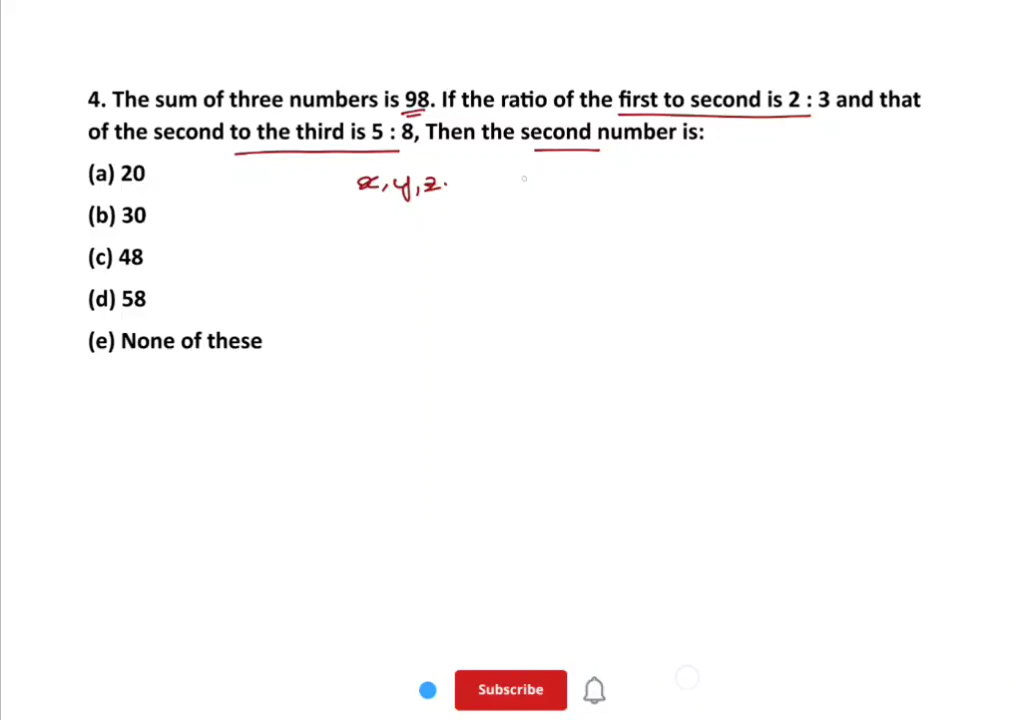 4. The sum of three numbers is 98. If the ratio of the first to second is 2 : 3 and that
of the second to the third is 5 : 8, Then the second number is:
(a) 20
x, y, z.
(b) 30
(c) 48
(d) 58
(e) None of these
Subscribe